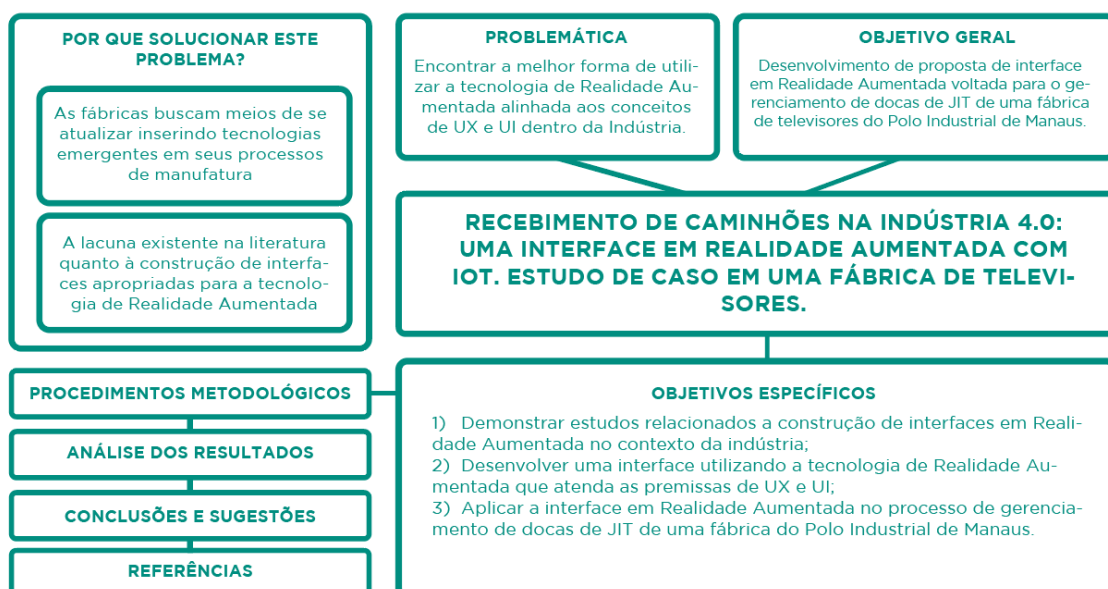 POR QUE SOLUCIONAR ESTE
PROBLEMA?
As fábricas buscam meios de se
atualizar inserindo tecnologias
emergentes em seus processos
de manufatura
A lacuna existente na literatura
quanto à construção de interfa-
ces apropriadas para a tecnolo-
gia de Realidade Aumentada
PROBLEMÁTICA
Encontrar a melhor forma de utili-
zar a tecnologia de Realidade Au-
mentada alinhada aos conceitos
de UX e UI dentro da Indústria.
OBJETIVO GERAL
Desenvolvimento de proposta de interface
em Realidade Aumentada voltada para o ge-
renciamento de docas de JIT de uma fábrica
de televisores do Polo Industrial de Manaus.
RECEBIMENTO DE CAMINHÕES NA INDÚSTRIA 4.0:
UMA INTERFACE EM REALIDADE AUMENTADA COM
IOT. ESTUDO DE CASO EM UMA FÁBRICA DE TELEVI-
SORES.
OBJETIVOS ESPECÍFICOS
1) Demonstrar estudos relacionados a construção de interfaces em Reali-
dade Aumentada no contexto da indústria;
2) Desenvolver uma interface utilizando a tecnologia de Realidade Au-
mentada que atenda as premissas de UX e UI;
3) Aplicar a interface em Realidade Aumentada no processo de gerencia-
mento de docas de JIT de uma fábrica do Polo Industrial de Manaus.
PROCEDIMENTOS METODOLÓGICOS
ANÁLISE DOS RESULTADOS
CONCLUSÕES E SUGESTÕES
REFERÊNCIAS